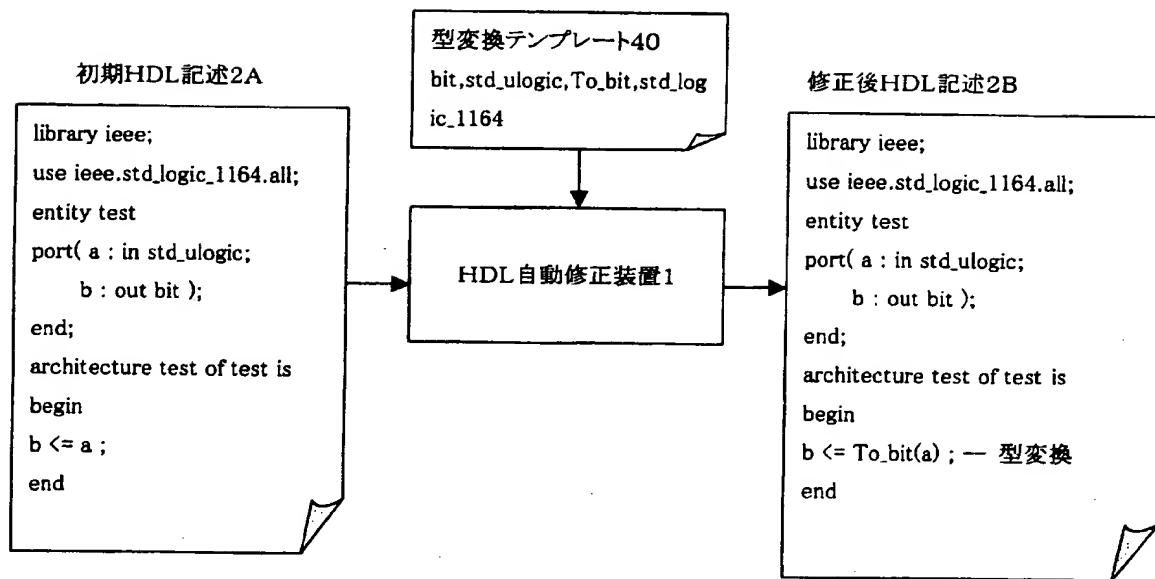 型変換テンプレート40
bit,std_ulogic,To_bit,std_log
ic_1164
初期HDL記述2A
library ieee;
use ieee.std_logic_1164.all;
entity test
port( a : in std_ulogic;
b : out bit );
end;
architecture test of test is
begin
b <= a ;
end
HDL自動修正装置1
修正後HDL記述2B
library ieee;
use ieee.std_logic_1164.all;
entity test
port( a : in std_ulogic;
b : out bit );
end;
architecture test of test is
begin
b <= To_bit(a) ; — 型変換
end